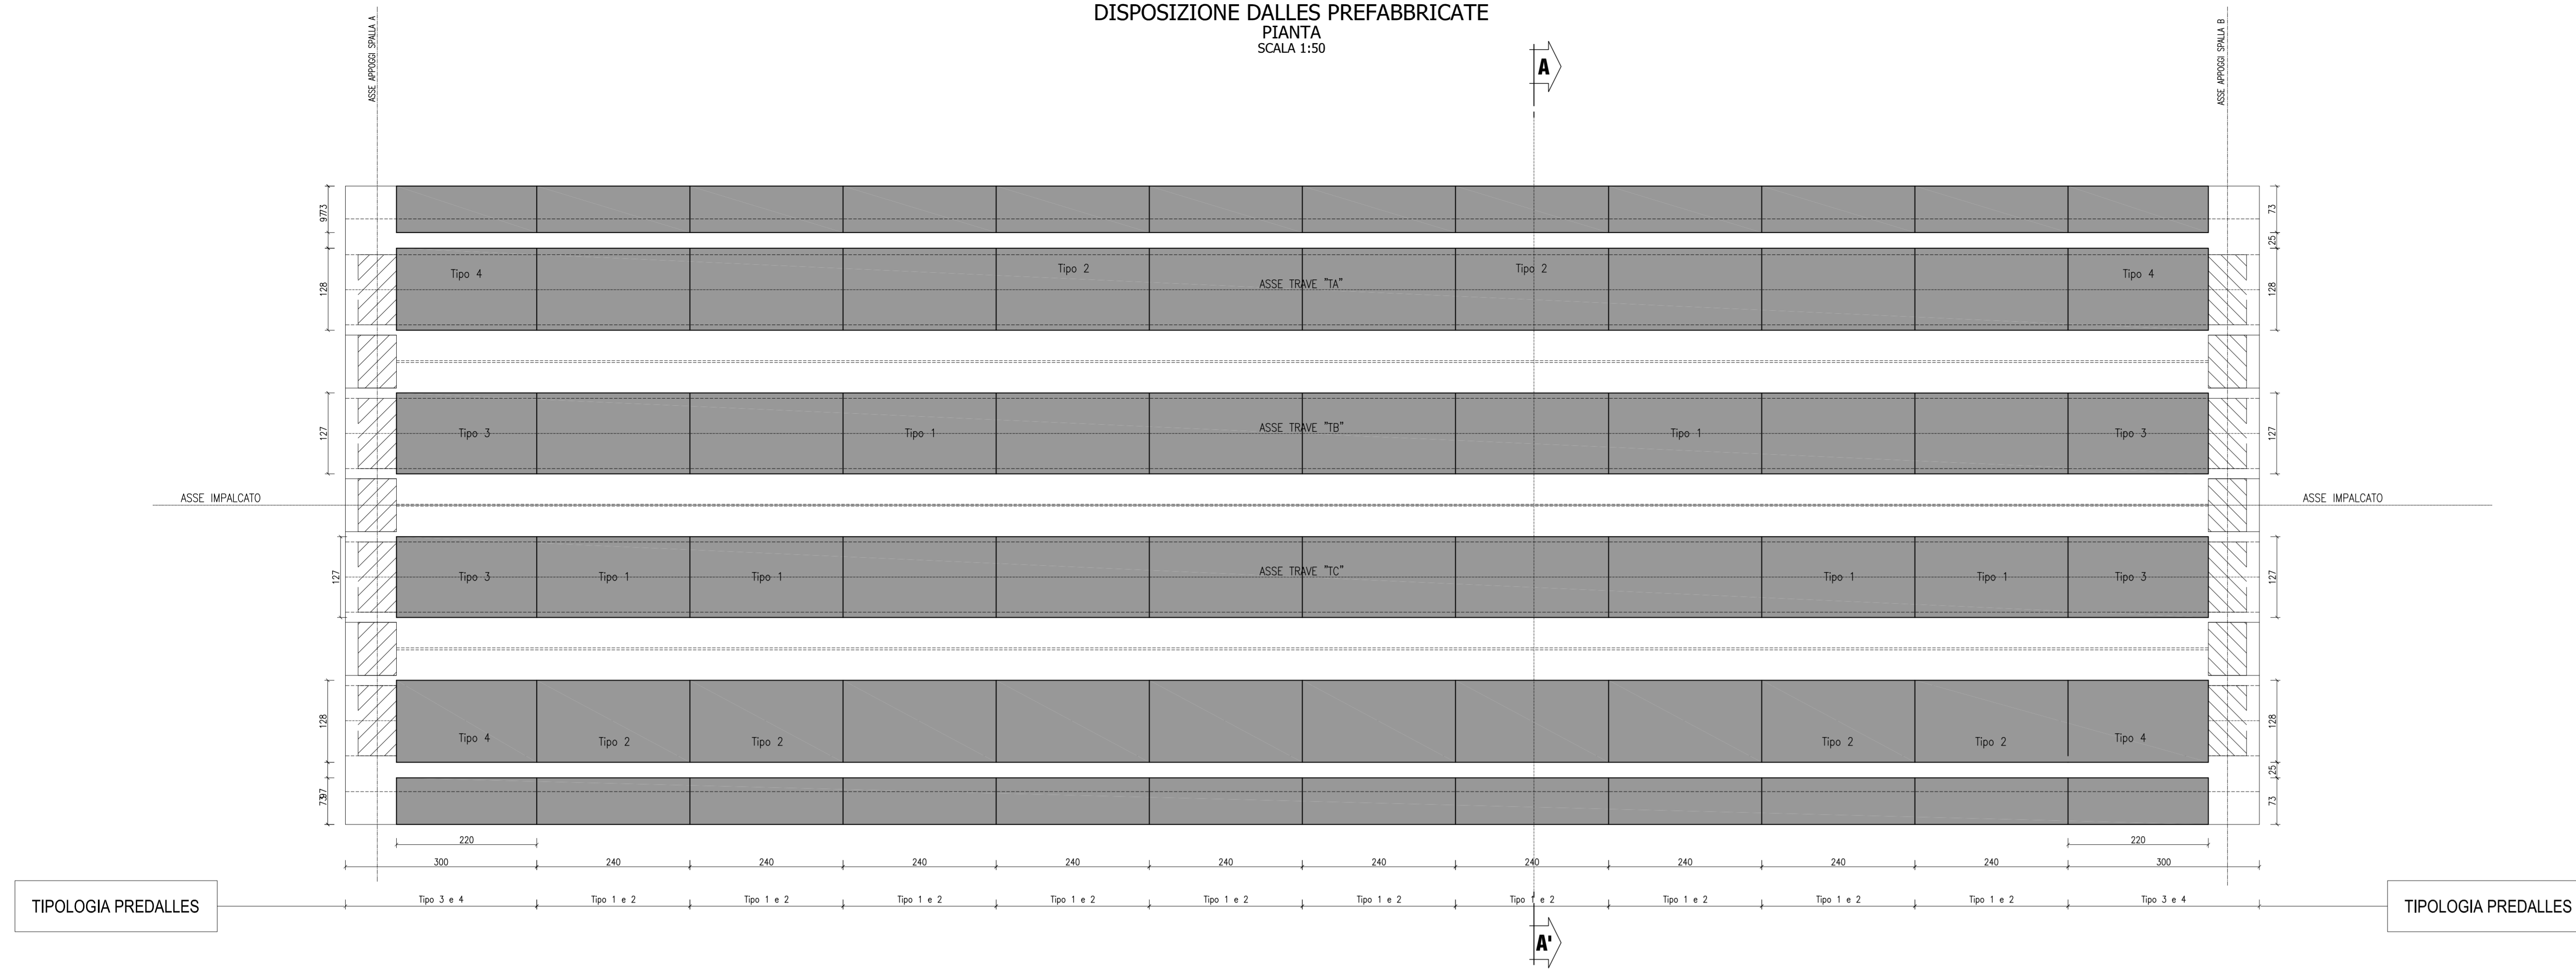 DISPOSIZIONE DALLES PREFABBRICATE
PIANTA
SCALA 1:50
ASSE APPOGGI SPALLA A
ASSE APPOGGI SPALLA B
A
73
97
73
25
128
Tipo 4
Tipo 2
Tipo 2
Tipo 4
ASSE TRAVE "TA"
128
127
Tipo 3
Tipo 1
ASSE TRAVE "TB"
Tipo 1
Tipo 3
127
ASSE IMPALCATO
ASSE IMPALCATO
127
Tipo 3
Tipo 1
Tipo 1
ASSE TRAVE "TC"
Tipo 1
Tipo 1
Tipo 3
127
128
Tipo 4
Tipo 2
Tipo 2
Tipo 2
Tipo 2
Tipo 4
128
97
73
25
73
220
220
300 240 240 240 240 240 240 240 240 240 240 300
TIPOLOGIA PREDALLES
Tipo 3 e 4 Tipo 1 e 2 Tipo 1 e 2 Tipo 1 e 2 Tipo 1 e 2 Tipo 1 e 2 Tipo 1 e 2 Tipo 1 e 2 Tipo 1 e 2 Tipo 1 e 2 Tipo 1 e 2 Tipo 3 e 4
TIPOLOGIA PREDALLES
A'